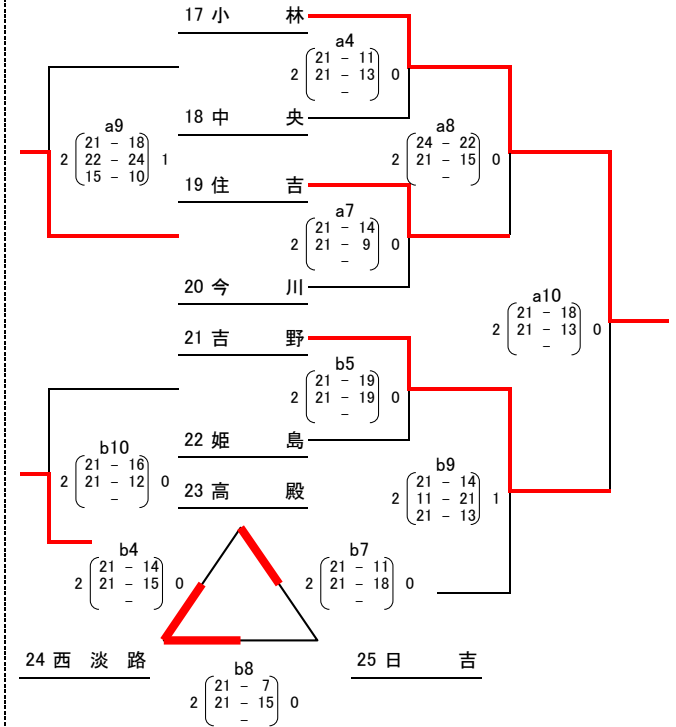 17 小 林
a4
21 - 11
2 21 - 13 0
-
18 中 央
a9
21 - 18
2 22 - 24 1
15 - 10
a8
24 - 22
2 21 - 15 0
-
19 住 吉
a7
21 - 14
2 21 - 9 0
-
20 今 川
a10
21 - 18
2 21 - 13 0
-
21 吉 野
b5
21 - 19
2 21 - 19 0
-
22 姫 島
b10
21 - 16
2 21 - 12 0
-
b9
21 - 14
2 11 - 21 1
21 - 13
23 高 殿
b4
21 - 14
2 21 - 15 0
-
b7
21 - 11
2 21 - 18 0
-
24 西 淡 路
25 日 吉
b8
21 - 7
2 21 - 15 0
-